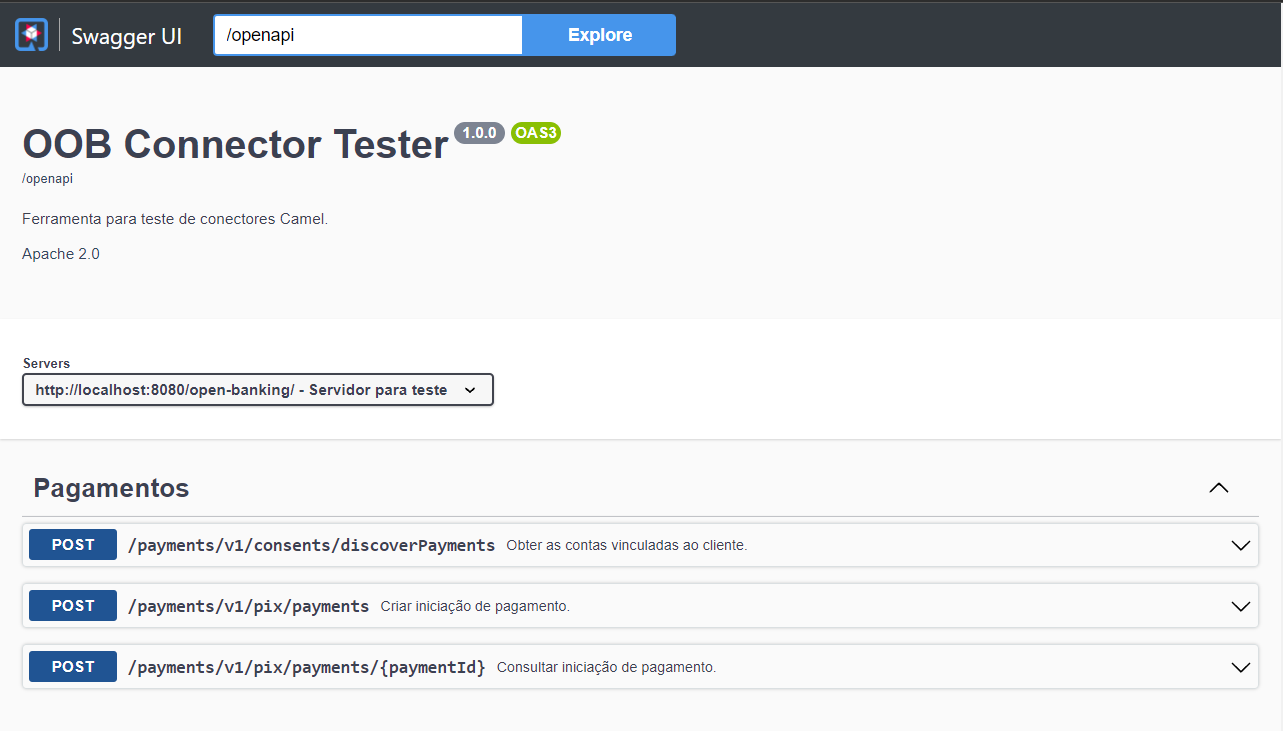 Swagger UI /openapi Explore
OOB Connector Tester 1.0.0 OAS3
/openapi
Ferramenta para teste de conectores Camel.
Apache 2.0
Servers
http://localhost:8080/open-banking/ - Servidor para teste
Pagamentos
POST /payments/v1/consents/discoverPayments Obter as contas vinculadas ao cliente.
POST /payments/v1/pix/payments Criar iniciação de pagamento.
POST /payments/v1/pix/payments/{paymentId} Consultar iniciação de pagamento.